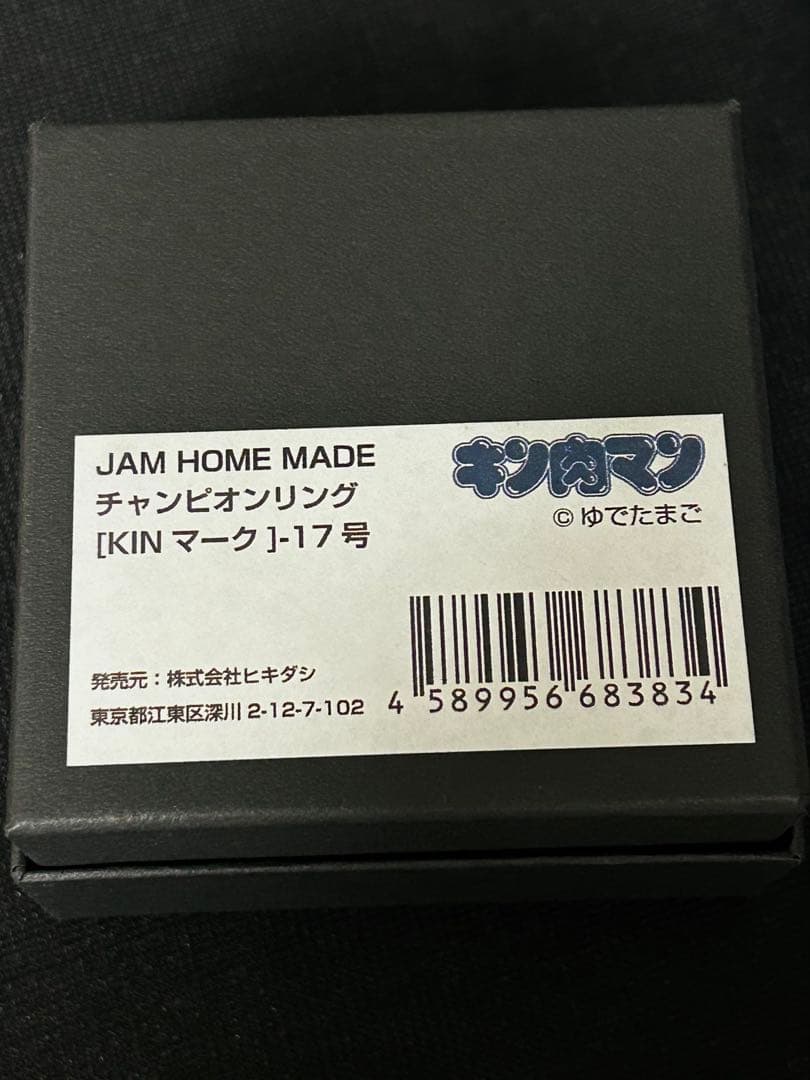 JAM HOME MADE
チャンピオンリング
[KIN マーク]-17 号
キン肉マン
© ゆでたまご
発売元：株式会社ヒキダシ
東京都江東区深川 2-12-7-102
4 589956 683834